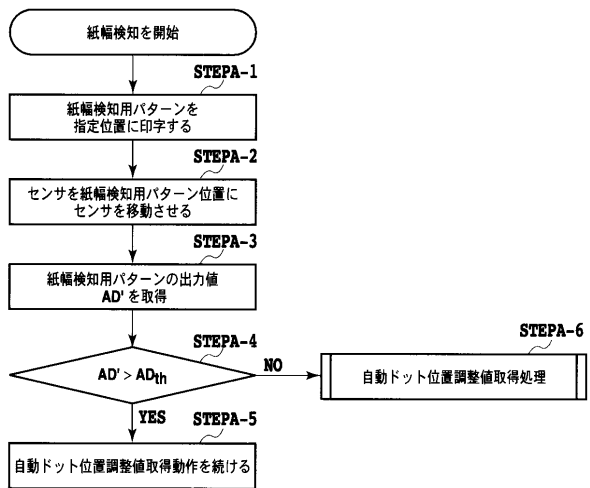 紙幅検知を開始
STEPA-1
紙幅検知用パターンを
指定位置に印字する
STEPA-2
センサを紙幅検知用パターン位置に
センサを移動させる
STEPA-3
紙幅検知用パターンの出力値
AD' を取得
STEPA-4
AD' > ADth
NO
STEPA-6
自動ドット位置調整値取得処理
YES
STEPA-5
自動ドット位置調整値取得動作を続ける